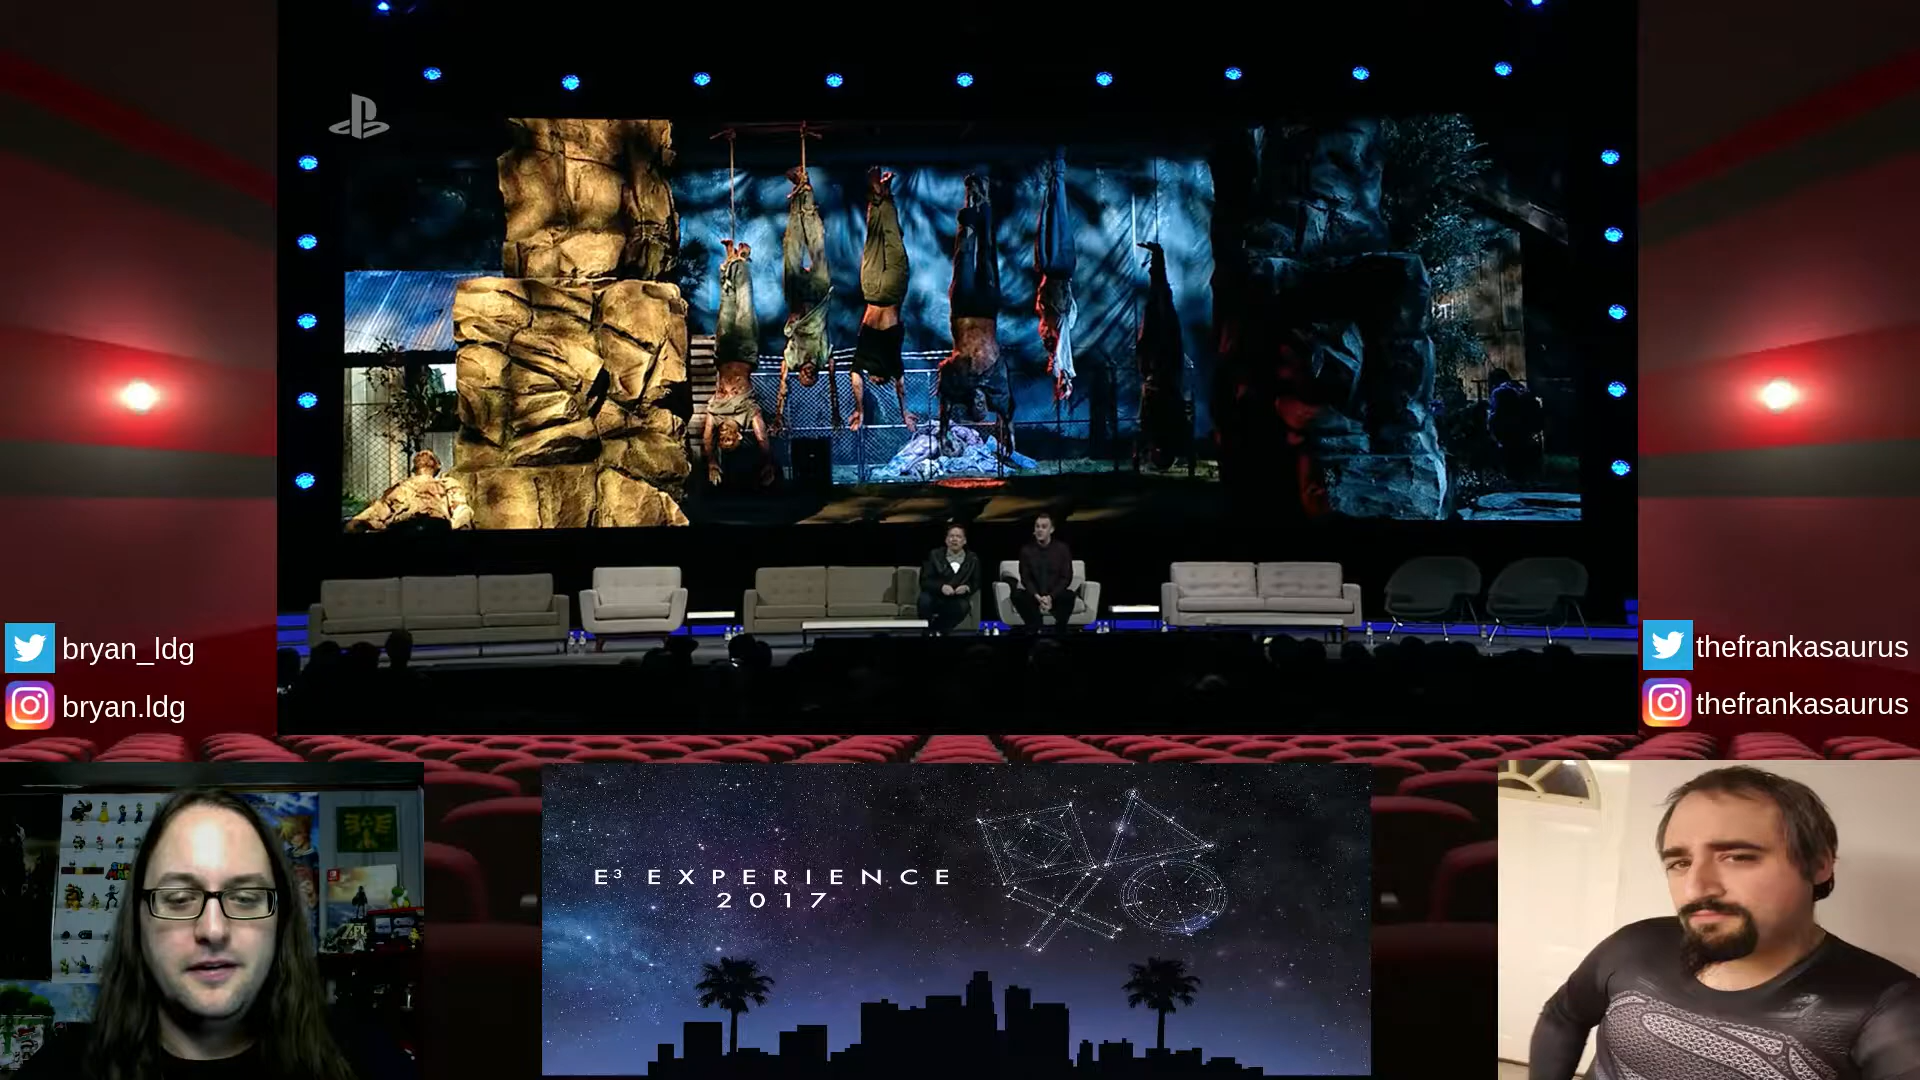 bryan_ldg
bryan.ldg
thefrankasaurus
thefrankasaurus
E³ EXPERIENCE
2017